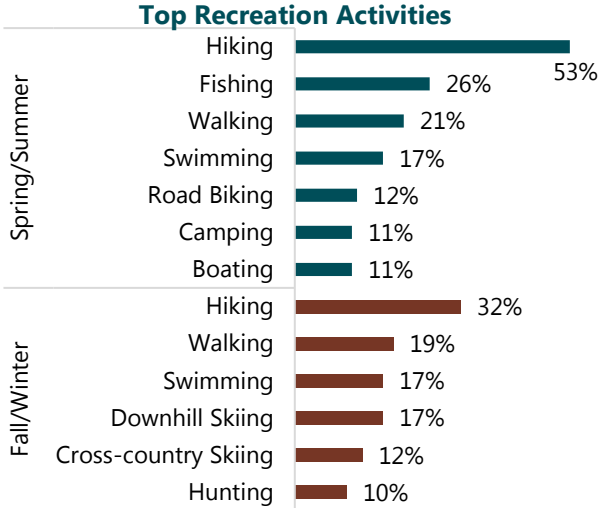 Top Recreation Activities
Spring/Summer
Hiking 53%
Fishing 26%
Walking 21%
Swimming 17%
Road Biking 12%
Camping 11%
Boating 11%
Fall/Winter
Hiking 32%
Walking 19%
Swimming 17%
Downhill Skiing 17%
Cross-country Skiing 12%
Hunting 10%